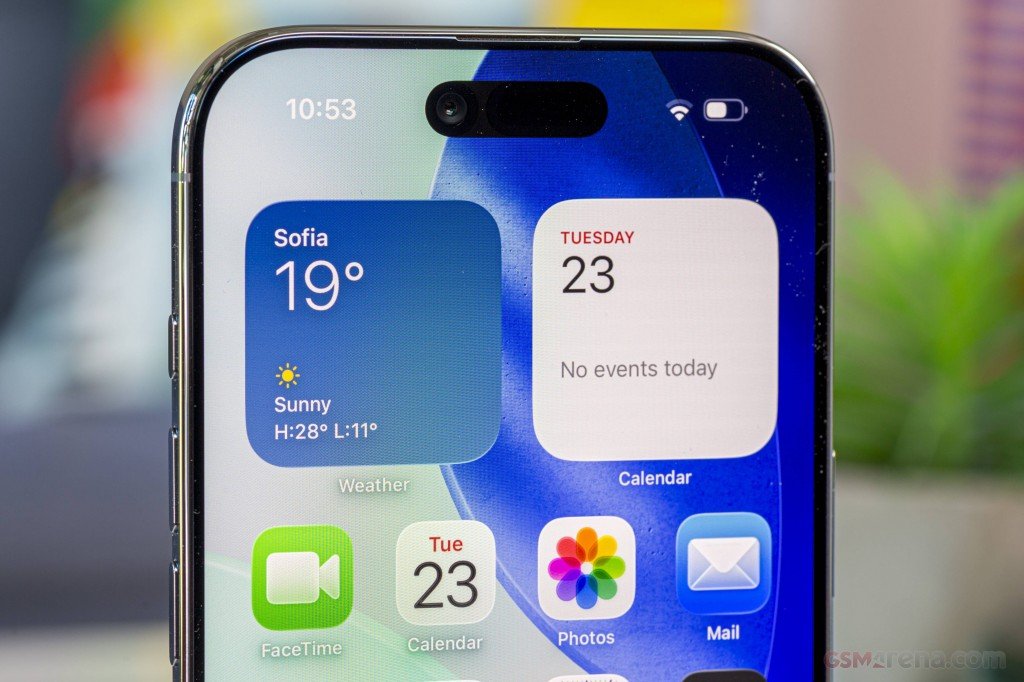 10:53
Sofia
19°
Sunny
H:28° L:11°
Weather
TUESDAY
23
No events today
Calendar
FaceTime
Tue
23
Calendar
Photos
Mail
GSMArena.com